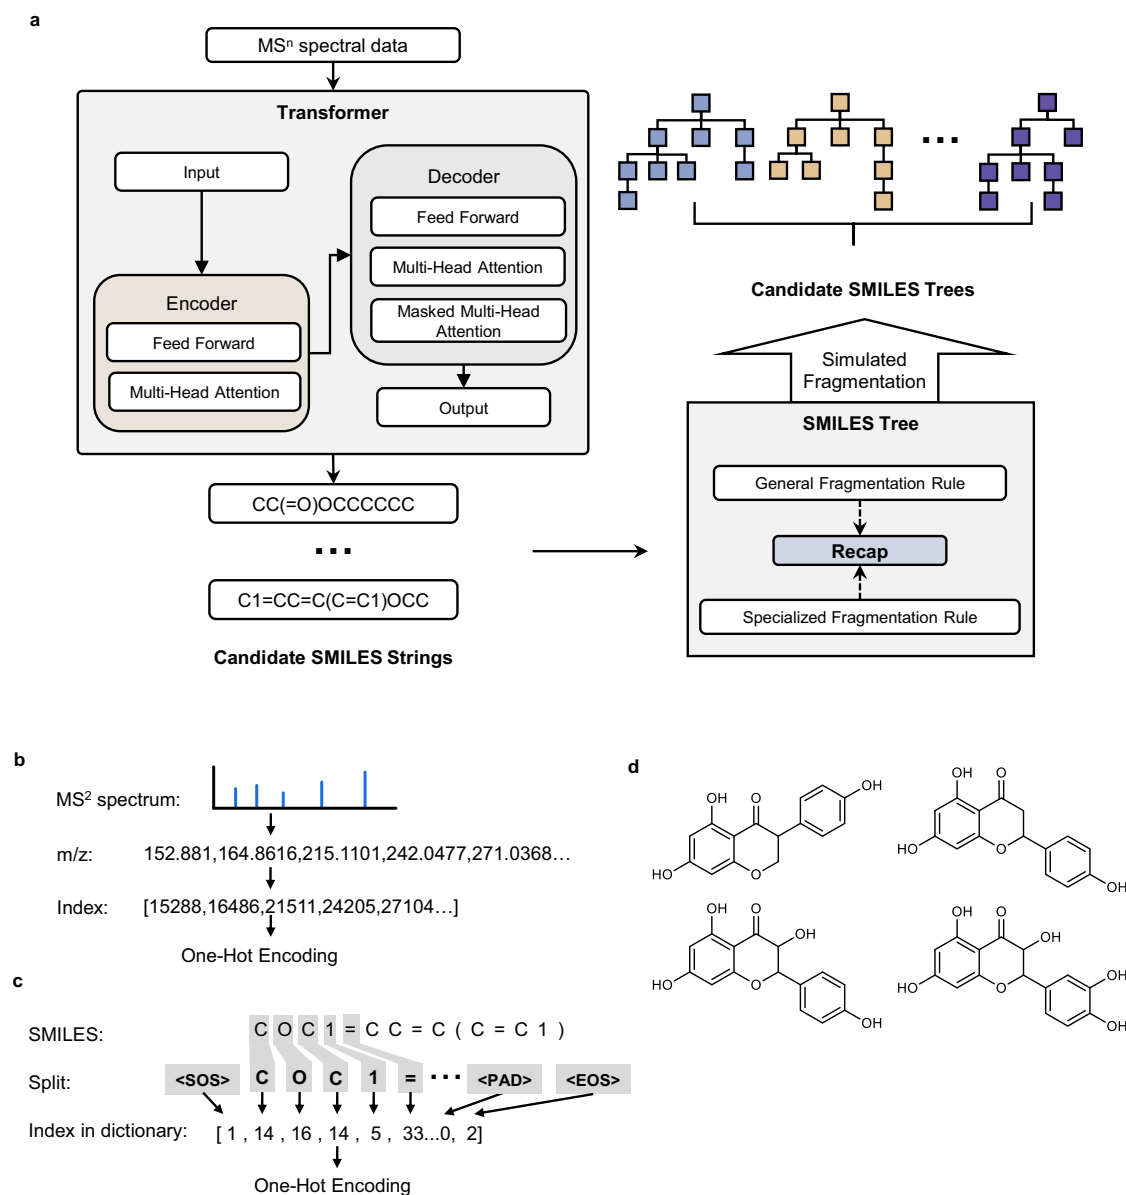 a
MSⁿ spectral data
Transformer
Input
Encoder
Feed Forward
Multi-Head Attention
Decoder
Feed Forward
Multi-Head Attention
Masked Multi-Head
Attention
Output
CC(=O)OCCCCCC
...
C1=CC=C(C=C1)OCC
Candidate SMILES Strings
...
Candidate SMILES Trees
Simulated
Fragmentation
SMILES Tree
General Fragmentation Rule
Recap
Specialized Fragmentation Rule
b
MS² spectrum:
m/z: 152.881,164.8616,215.1101,242.0477,271.0368...
Index: [15288,16486,21511,24205,27104...]
One-Hot Encoding
c
SMILES: C O C 1 = C C = C ( C = C 1 )
Split: <SOS> C O C 1 = ... <PAD> <EOS>
Index in dictionary: [ 1 , 14 , 16 , 14 , 5 , 33...0, 2]
One-Hot Encoding
d
OH O OH
HO O
OH O
HO O OH
OH O OH
HO O OH
OH O OH
HO O OH
OH